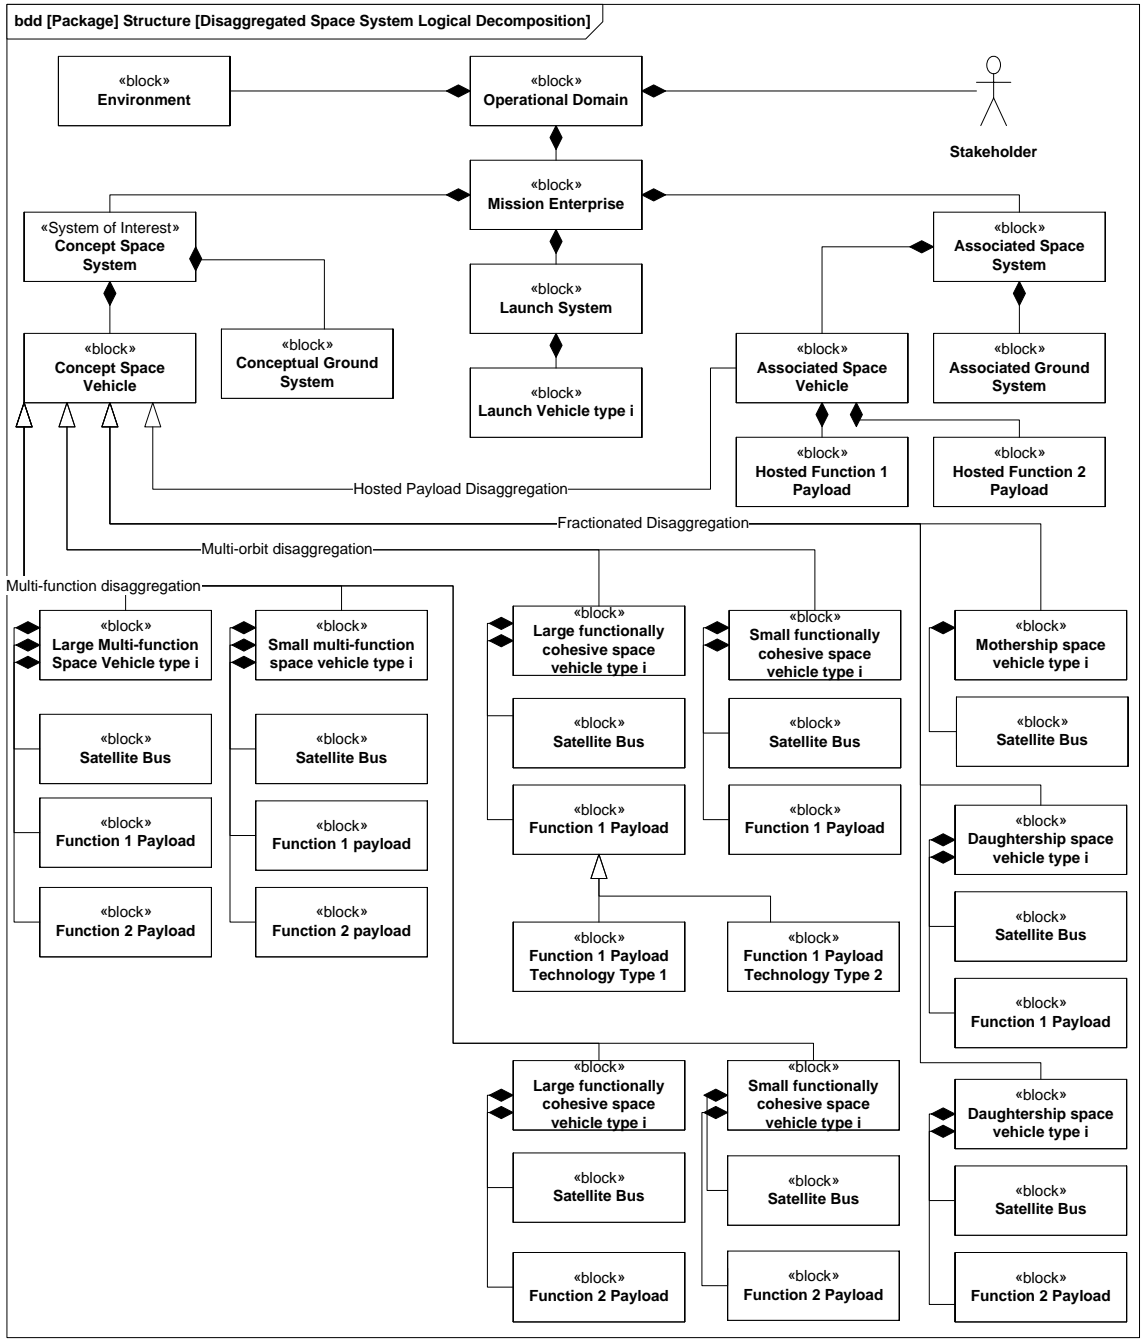 bdd [Package] Structure [Disaggregated Space System Logical Decomposition]
«block»
Environment
«block»
Operational Domain
Stakeholder
«block»
Mission Enterprise
«System of Interest»
Concept Space
System
«block»
Launch System
«block»
Associated Space
System
«block»
Concept Space
Vehicle
«block»
Conceptual Ground
System
«block»
Launch Vehicle type i
«block»
Associated Space
Vehicle
«block»
Associated Ground
System
«block»
Hosted Function 1
Payload
«block»
Hosted Function 2
Payload
Hosted Payload Disaggregation
Fractionated Disaggregation
Multi-orbit disaggregation
Multi-function disaggregation
«block»
Large Multi-function
Space Vehicle type i
«block»
Small multi-function
space vehicle type i
«block»
Large functionally
cohesive space
vehicle type i
«block»
Small functionally
cohesive space
vehicle type i
«block»
Mothership space
vehicle type i
«block»
Satellite Bus
«block»
Satellite Bus
«block»
Satellite Bus
«block»
Satellite Bus
«block»
Satellite Bus
«block»
Function 1 Payload
«block»
Function 1 payload
«block»
Function 1 Payload
«block»
Function 1 Payload
«block»
Daughtership space
vehicle type i
«block»
Function 2 Payload
«block»
Function 2 payload
«block»
Function 1 Payload
Technology Type 1
«block»
Function 1 Payload
Technology Type 2
«block»
Satellite Bus
«block»
Function 1 Payload
«block»
Large functionally
cohesive space
vehicle type i
«block»
Small functionally
cohesive space
vehicle type i
«block»
Daughtership space
vehicle type i
«block»
Satellite Bus
«block»
Satellite Bus
«block»
Satellite Bus
«block»
Function 2 Payload
«block»
Function 2 Payload
«block»
Function 2 Payload